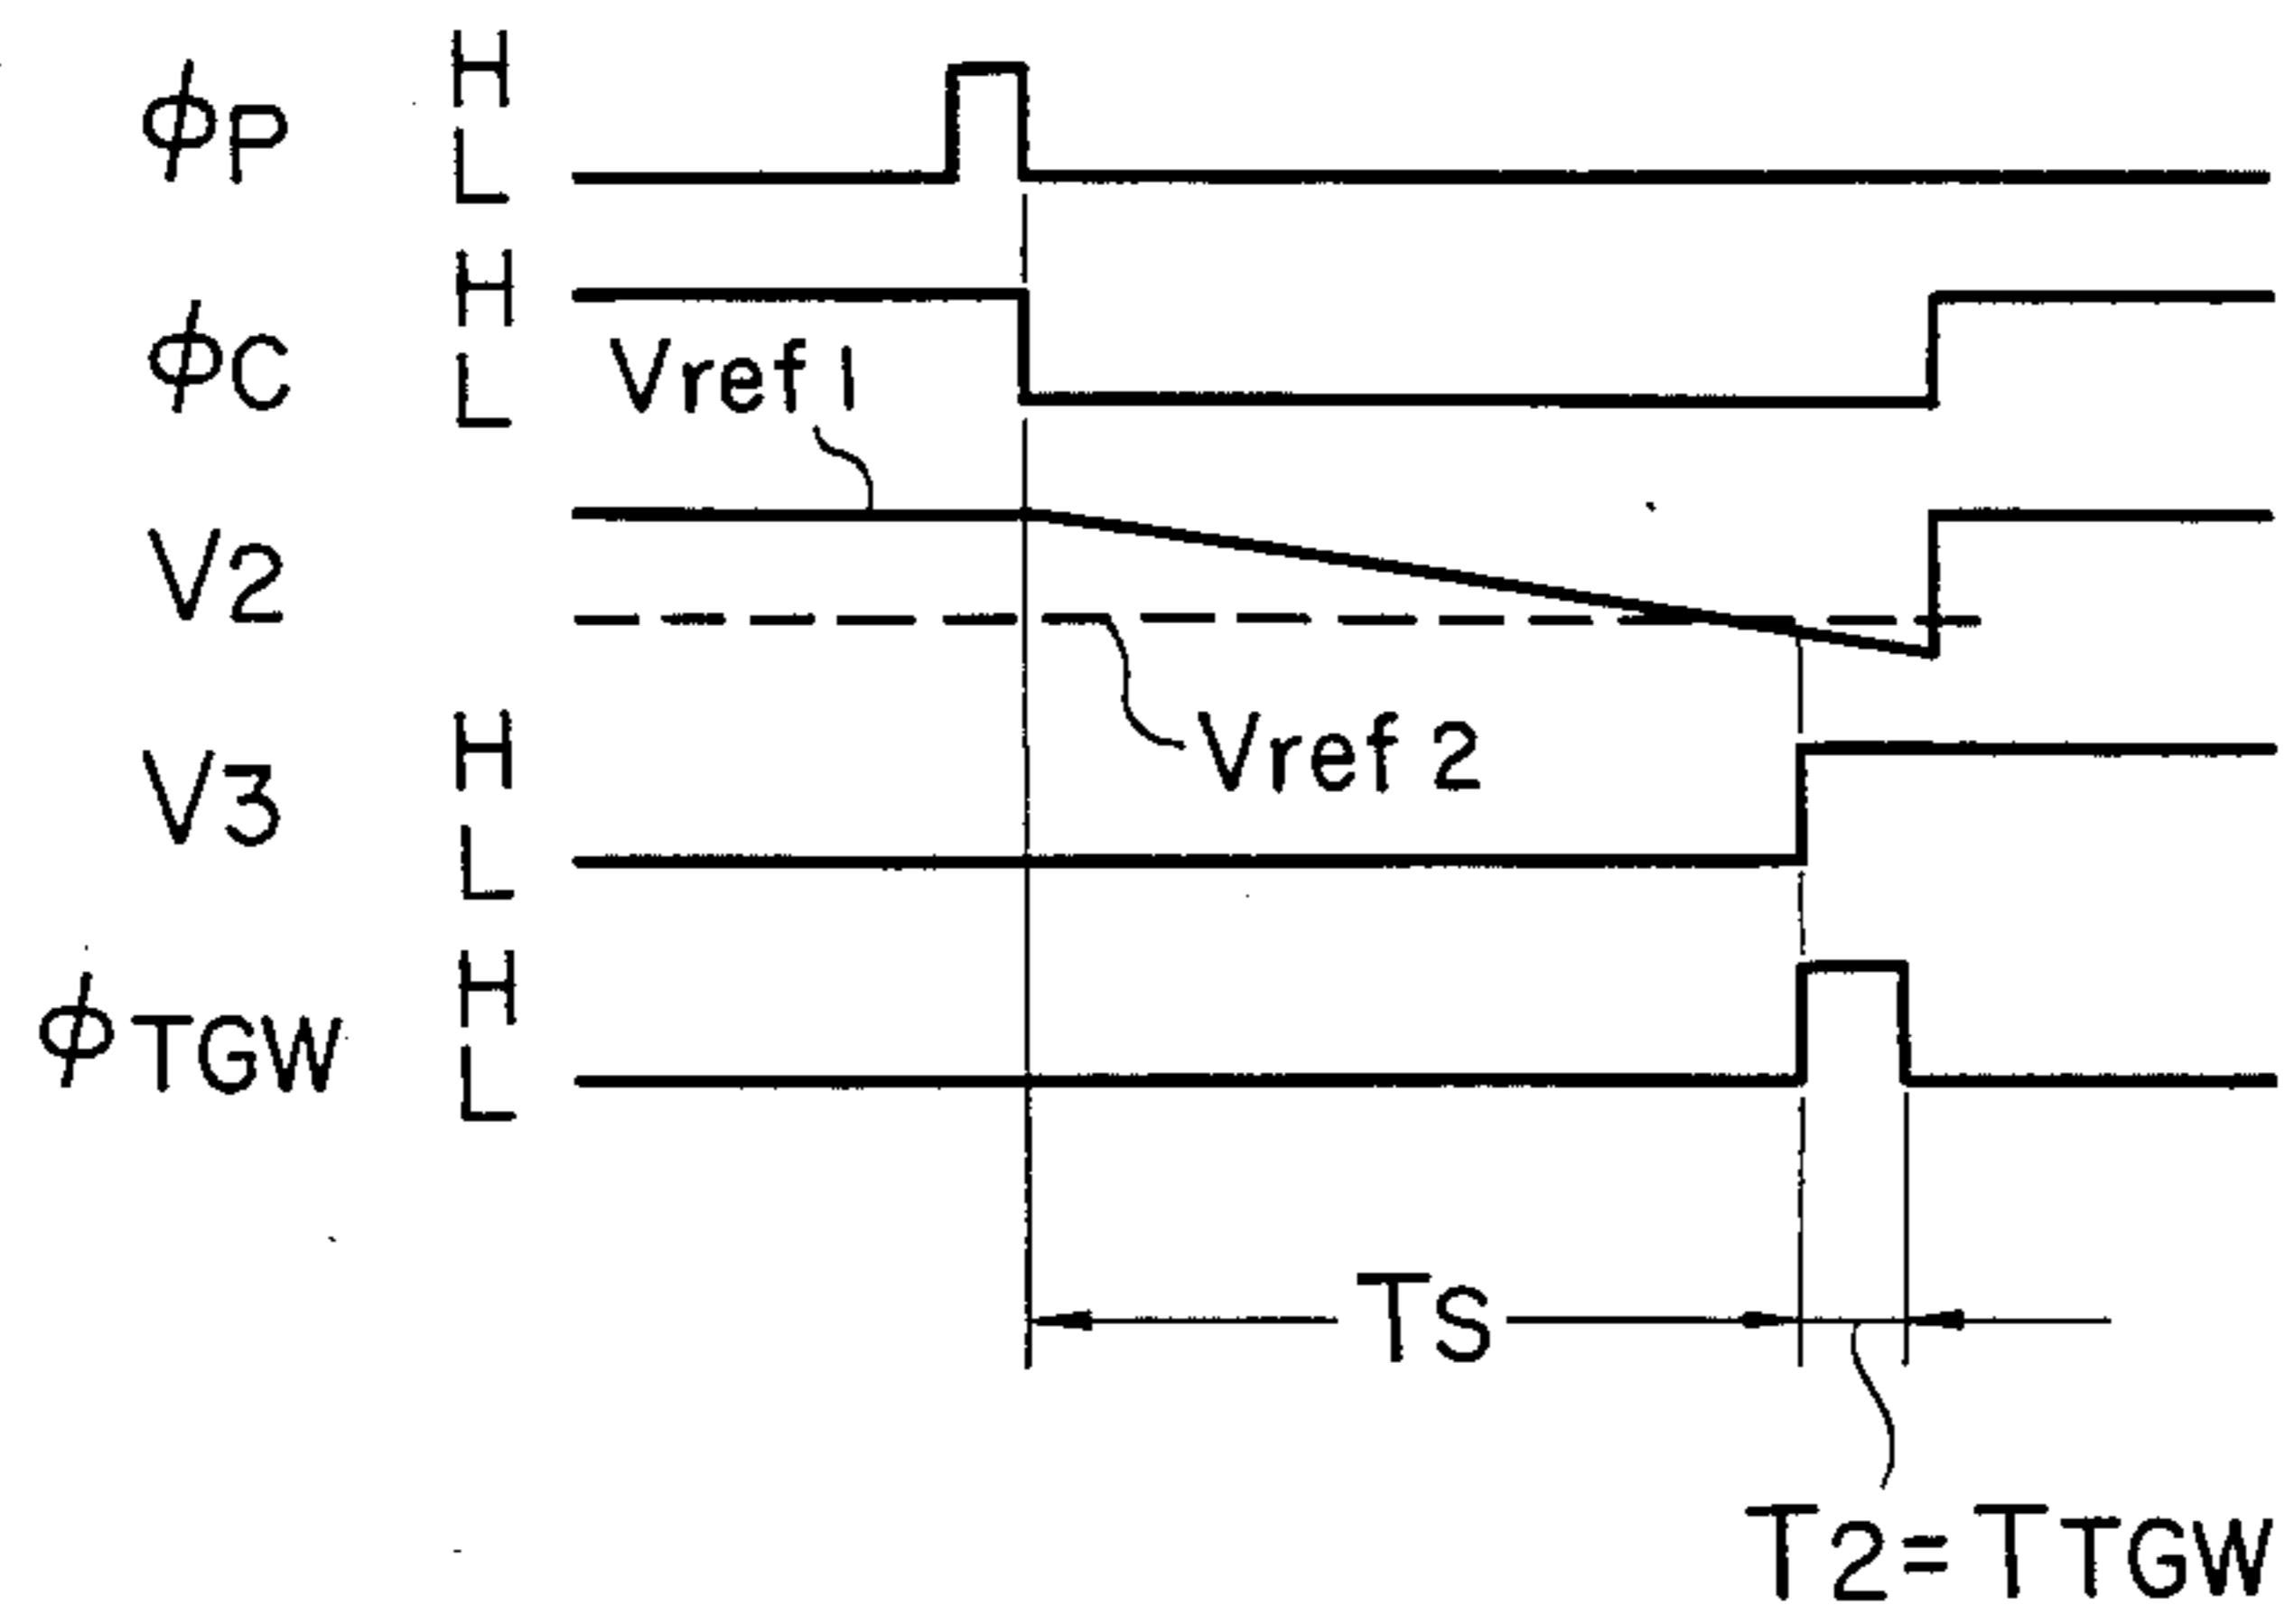 ϕP H
L
ϕC H
L
Vref 1
V2
Vref 2
V3 H
L
ϕTGW H
L
TS
T2=TTGW